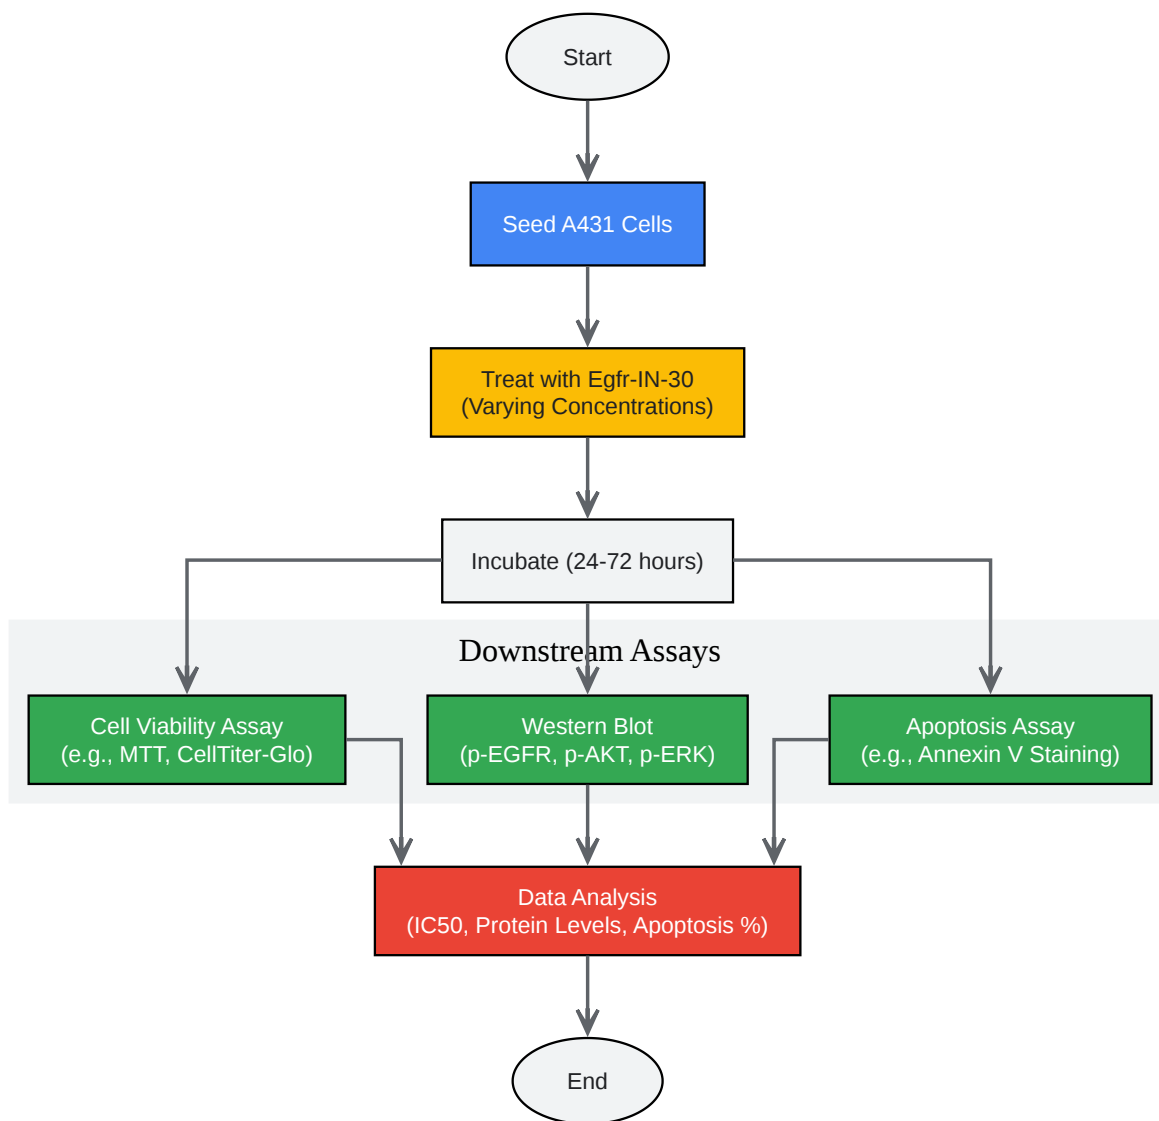 Start
Seed A431 Cells
Treat with Egfr-IN-30
(Varying Concentrations)
Incubate (24-72 hours)
Downstream Assays
Cell Viability Assay
(e.g., MTT, CellTiter-Glo)
Western Blot
(p-EGFR, p-AKT, p-ERK)
Apoptosis Assay
(e.g., Annexin V Staining)
Data Analysis
(IC50, Protein Levels, Apoptosis %)
End